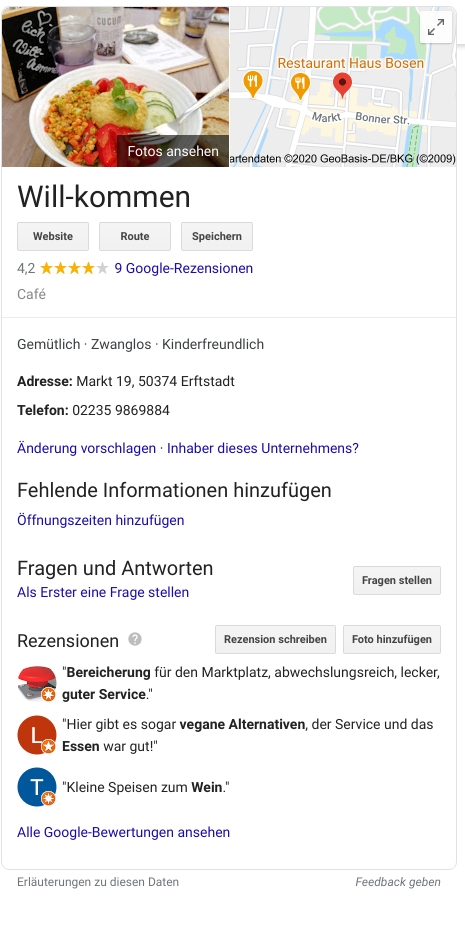 Ich
Will
komme
CUCUM
Fotos ansehen
Restaurant Haus Bosen
Markt
Bonner Str.
artendaten ©2020 GeoBasis-DE/BKG (©2009)
Will-kommen
Website Route Speichern
4,2 9 Google-Rezensionen
Café
Gemütlich · Zwanglos · Kinderfreundlich
Adresse: Markt 19, 50374 Erftstadt
Telefon: 02235 9869884
Änderung vorschlagen · Inhaber dieses Unternehmens?
Fehlende Informationen hinzufügen
Öffnungszeiten hinzufügen
Fragen und Antworten
Als Erster eine Frage stellen
Fragen stellen
Rezensionen ? Rezension schreiben Foto hinzufügen
"Bereicherung für den Marktplatz, abwechslungsreich, lecker,
guter Service."
L
"Hier gibt es sogar vegane Alternativen, der Service und das
Essen war gut!"
T
"Kleine Speisen zum Wein."
Alle Google-Bewertungen ansehen
Erläuterungen zu diesen Daten Feedback geben